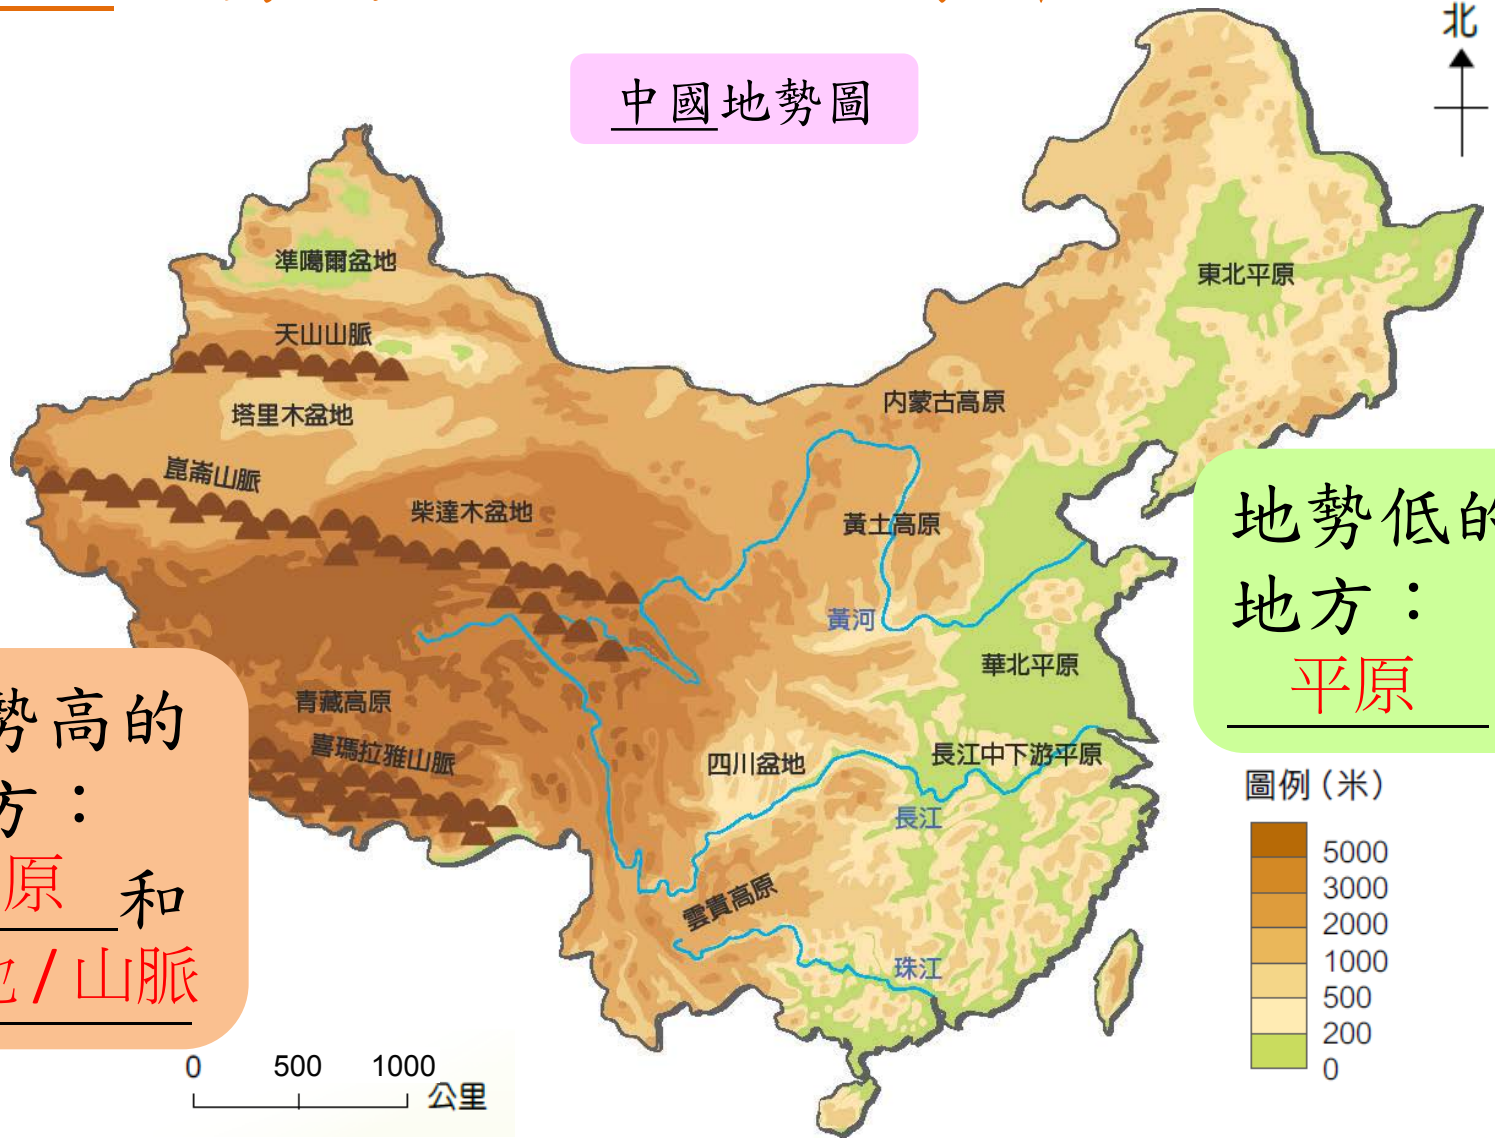 北
中國地勢圖
準噶爾盆地
東北平原
天山山脈
內蒙古高原
塔里木盆地
崑崙山脈
柴達木盆地
黃土高原
地勢低的
地方：
平原
黃河
華北平原
青藏高原
喜瑪拉雅山脈
四川盆地
長江中下游平原
長江
雲貴高原
珠江
勢高的
方：
原 和
/ 山脈
圖例（米）
5000
3000
2000
1000
500
200
0
0 500 1000
公里